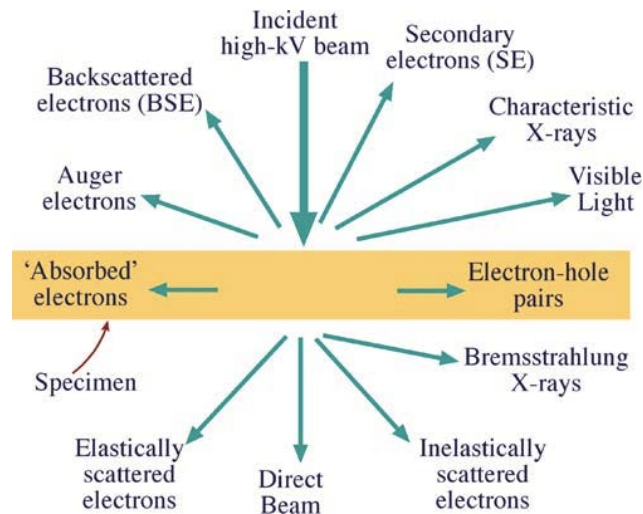 Incident
high-kV beam
Secondary
electrons (SE)
Backscattered
electrons (BSE)
Characteristic
X-rays
Auger
electrons
Visible
Light
‘Absorbed’
electrons
Electron-hole
pairs
Specimen
Bremsstrahlung
X-rays
Elastically
scattered
electrons
Direct
Beam
Inelastically
scattered
electrons